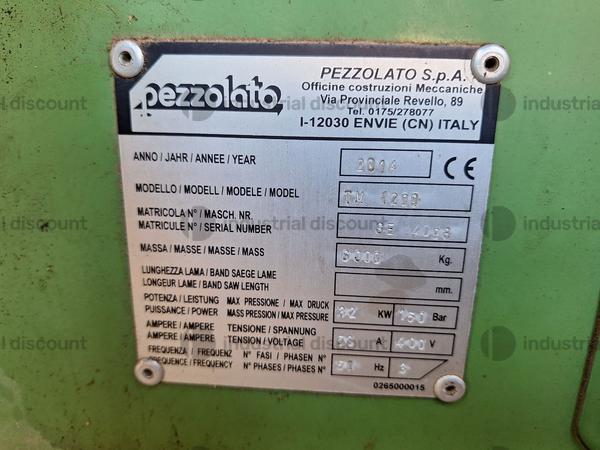 pezzolato
PEZZOLATO S.p.A.
Officine costruzioni Meccaniche
Via Provinciale Revello, 89
Tel. 0175/278077
I-12030 ENVIE (CN) ITALY
ANNO / JAHR / ANNEE / YEAR 2014 CE
MODELLO / MODELL / MODELE / MODEL
MATRICOLA N° / MASCH. NR.
MATRICULE N° / SERIAL NUMBER
MASSA / MASSE / MASSE / MASS Kg.
LUNGHEZZA LAMA / BAND SAEGE LAME
LONGEUR LAME / BAND SAW LENGTH mm.
POTENZA / LEISTUNG MAX PRESSIONE / MAX DRUCK
PUISSANCE / POWER MASS PRESSION / MAX PRESSURE KW 150 Bar
AMPERE / AMPERE TENSIONE / SPANNUNG
AMPERE / AMPERE TENSION / VOLTAGE A 400 V
FREQUENZA / FREQUENZ N° FASI / PHASEN N°
FREQUENCE / FREQUENCY N° PHASES / PHASES N° 50 Hz 3
0265000015
industrial discount
industrial discount
industrial discount
industrial discount